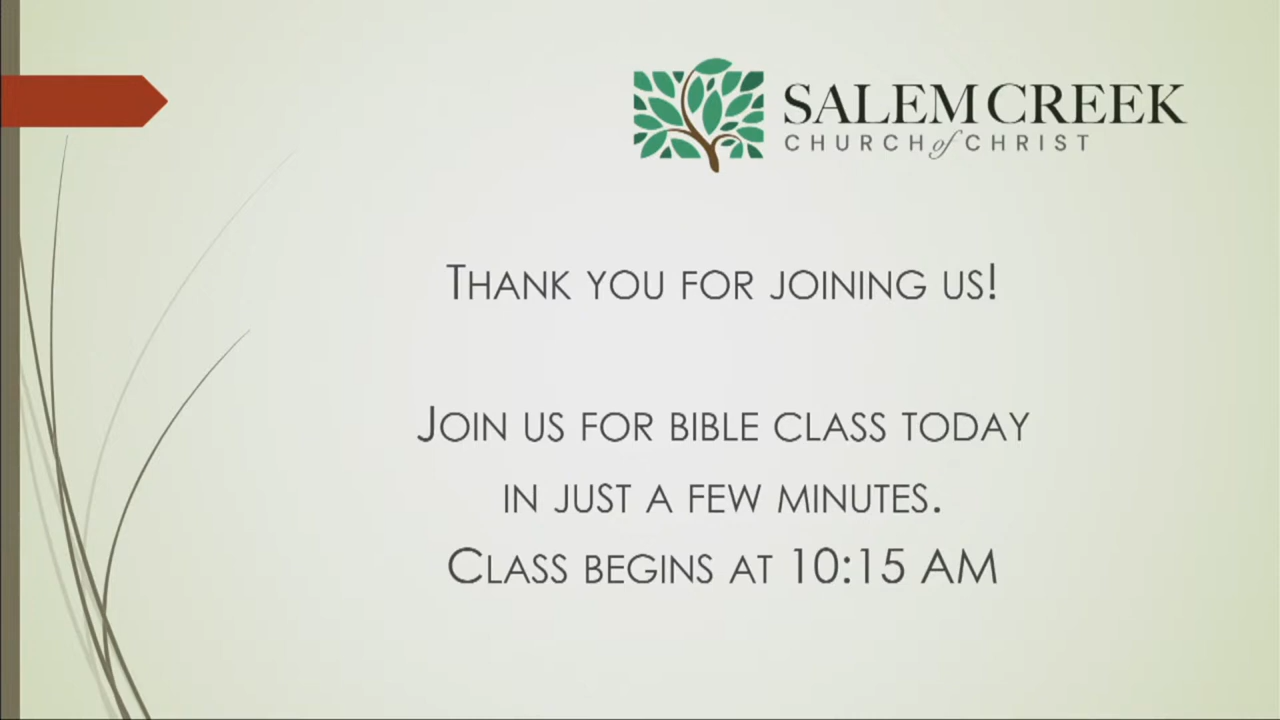 SALEM CREEK
CHURCH of CHRIST
THANK YOU FOR JOINING US!
JOIN US FOR BIBLE CLASS TODAY
IN JUST A FEW MINUTES.
CLASS BEGINS AT 10:15 AM